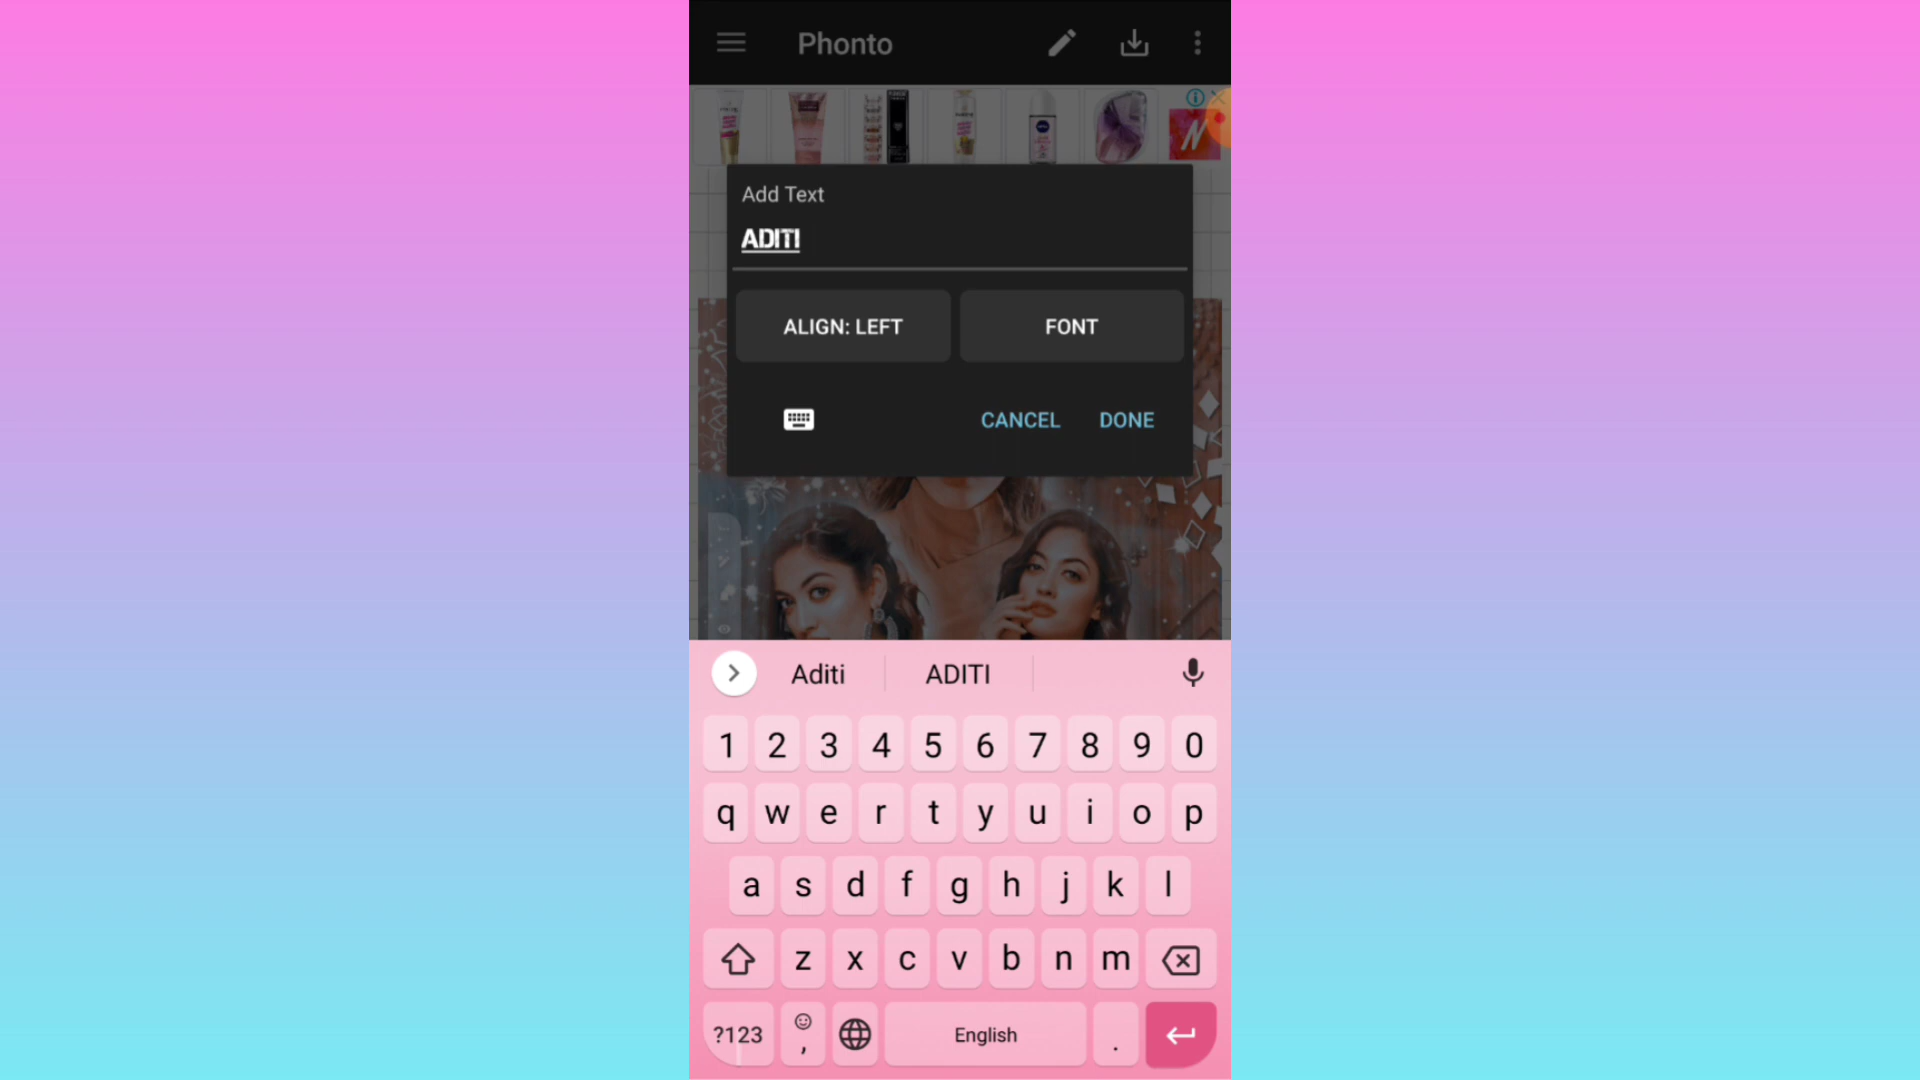 Phonto
Add Text
ADITI
ALIGN: LEFT FONT
CANCEL DONE
Aditi ADITI
1 2 3 4 5 6 7 8 9 0
q w e r t y u i o p
a s d f g h j k l
z x c v b n m
?123 , English .